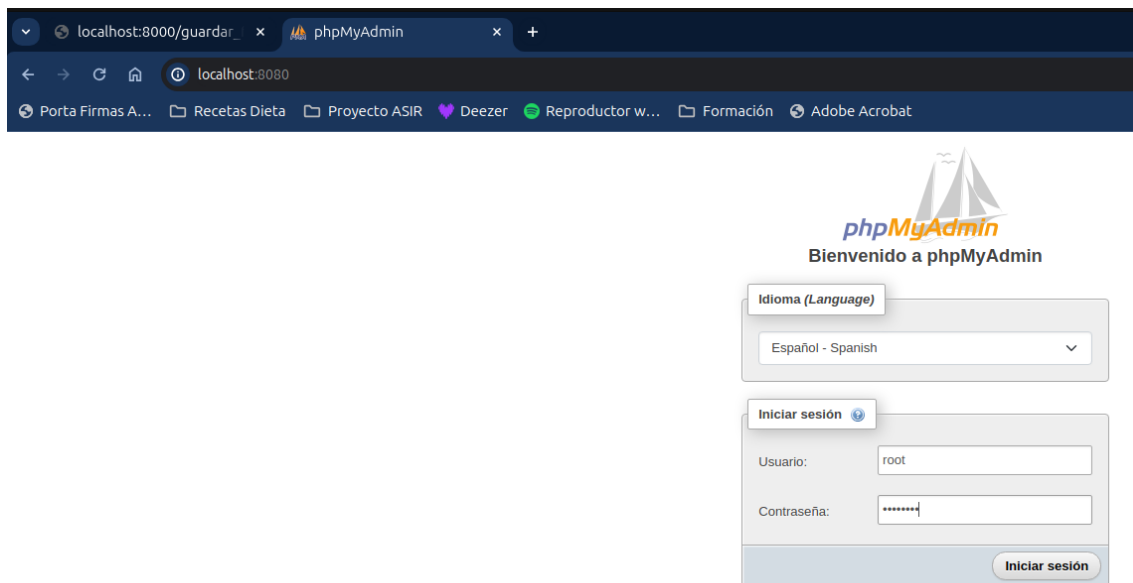 localhost:8000/guardar_
phpMyAdmin
localhost:8080
Porta Firmas A... Recetas Dieta Proyecto ASIR Deezer Reproductor w... Formación Adobe Acrobat
phpMyAdmin
Bienvenido a phpMyAdmin
Idioma (Language)
Español - Spanish
Iniciar sesión
Usuario: root
Contraseña: ••••••••
Iniciar sesión